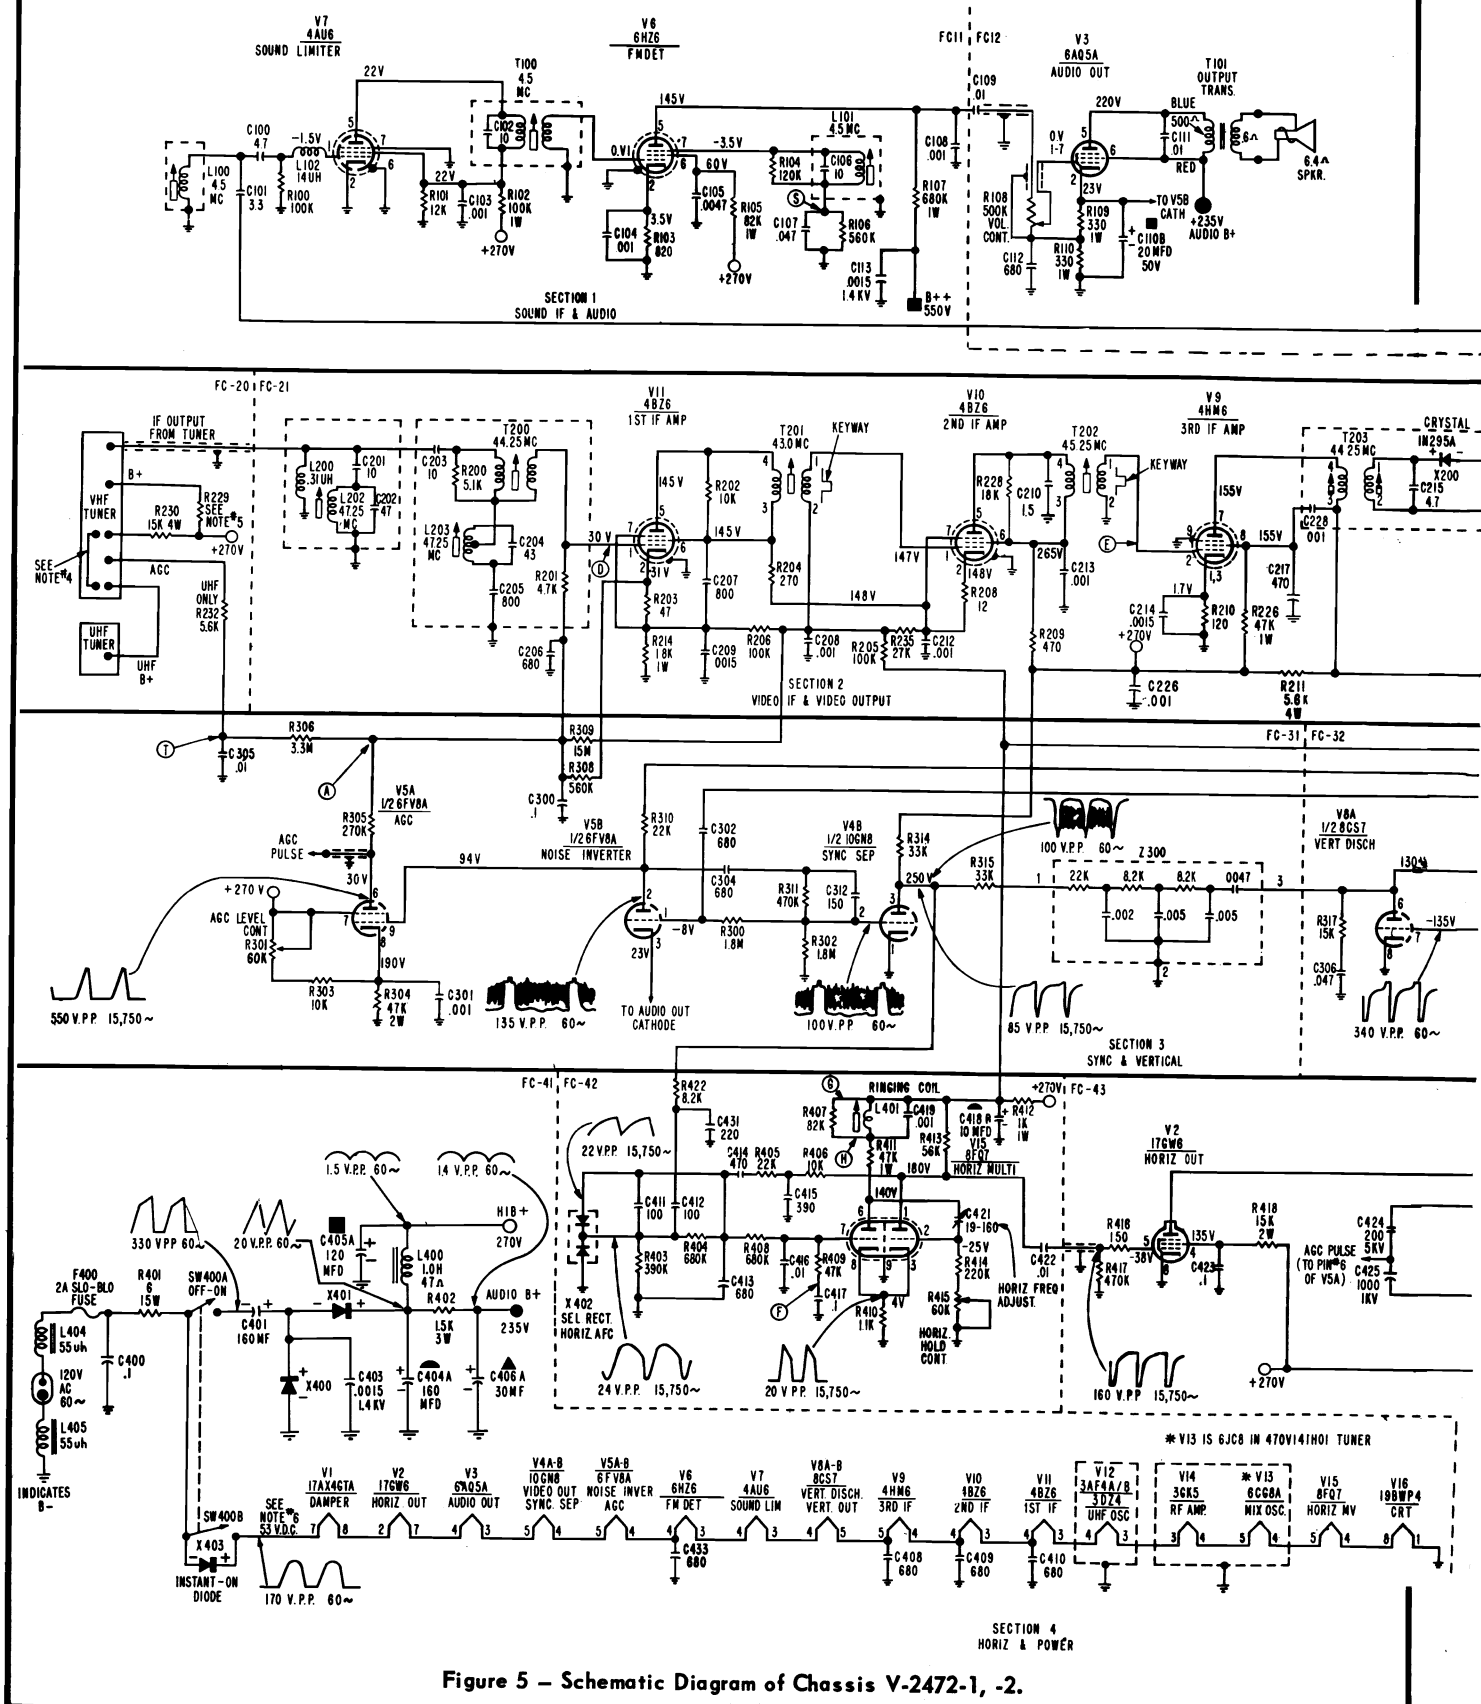 V7
4AU6
SOUND LIMITER
V6
6HZ6
FMDET
FC11
FC12
V3
6AQ5A
AUDIO OUT
T101
OUTPUT
TRANS.
22V
T100
4.5
MC
145V
C109
.01
220V
BLUE
500Ω
C100
4.7
-1.5V
L102
14UH
C102
10
0.V
-3.5V
L101
4.5 MC
C108
.001
0 V
1-7
C111
.01
RED
6Ω
6.4Ω
SPKR.
L100
4.5
MC
C101
3.3
R100
100K
22V
R101
12K
C103
.001
R102
100K
1W
+270V
60V
C105
.0047
R105
82K
1W
+270V
R104
120K
C106
10
S
C107
.047
R106
560K
R107
680K
1W
R108
500K
VOL.
CONT.
23V
R109
330
1W
R110
330
1W
TO V5B
CATH
C110B
20 MFD
50V
+235V
AUDIO B+
3.5V
C104
001
R103
820
C113
.0015
1.4KV
B++
550V
C112
680
SECTION 1
SOUND IF & AUDIO
FC-20
FC-21
IF OUTPUT
FROM TUNER
B+
VHF
TUNER
R229
SEE
NOTE #5
R230
15K 4W
+270V
AGC
SEE
NOTE #4
UHF
ONLY
R232
5.6K
UHF
TUNER
UHF
B+
L200
.31UH
C201
10
L202
47.25
MC
C202
47
C203
10
T200
44.25MC
R200
5.1K
L203
47.25
MC
C204
43
C205
800
R201
4.7K
C206
680
V11
4BZ6
1ST IF AMP
145V
30 V
D
31V
R203
47
R214
1.8K
1W
R202
10K
145V
C207
800
C209
.0015
R206
100K
T201
43.0MC
KEYWAY
R204
270
148V
C208
.001
R205
100K
R235
27K
C212
.001
V10
4BZ6
2ND IF AMP
147V
148V
R228
18K
C210
1.5
R208
12
265V
R209
470
T202
45.25MC
KEYWAY
C213
.001
E
V9
4HM6
3RD IF AMP
155V
155V
1.7V
C214
.0015
+270V
R210
120
R226
47K
1W
C217
470
C226
.001
C228
001
T203
44.25MC
CRYSTAL
1N295A
X200
C215
4.7
R211
5.6K
4W
SECTION 2
VIDEO IF & VIDEO OUTPUT
FC-31
FC-32
T
R306
3.3M
C305
.01
A
V5A
1/2 6FV8A
AGC
R305
270K
AGC
PULSE
30V
+270 V
AGC LEVEL
CONT
R301
60K
94V
190V
R303
10K
R304
47K
2W
C301
.001
550 V.P.P. 15,750~
R309
15M
R308
560K
C300
.1
V5B
1/2 6FV8A
NOISE INVERTER
R310
22K
C302
680
C304
680
-8V
R300
1.8M
23V
TO AUDIO OUT
CATHODE
135 V.P.P. 60~
R311
470K
C312
150
R302
1.8M
V4B
1/2 10GN8
SYNC SEP
R314
33K
250V
100V.PP 60~
100 V.P.P. 60~
R315
33K
Z300
22K
8.2K
8.2K
.0047
.002
.005
.005
85 V.P.P. 15,750~
V8A
1/2 8CS7
VERT DISCH
130V
R317
15K
C306
.047
-135V
340 V.P.P. 60~
SECTION 3
SYNC & VERTICAL
FC-41
FC-42
R422
8.2K
C431
220
G
RINGING COIL
R407
82K
L401
C419
.001
R413
56K
C418A
10 MFD
R412
1K
1W
+270V
FC-43
V2
17GW6
HORIZ OUT
22V.P.P. 15,750~
C411
100
C412
100
C414
470
R405
22K
R406
10K
H
R411
47K
1W
V15
8FQ7
HORIZ MULTI
180V
140V
C415
390
C421
19-160
-25V
R414
220K
HORIZ FREQ
ADJUST.
R403
390K
R404
680K
R408
680K
C413
680
C416
.01
R409
47K
C417
.1
F
R410
1.1K
4V
R415
60K
HORIZ.
HOLD
CONT
C422
.01
X402
SEL RECT.
HORIZ AFC
24 V.P.P. 15,750~
20 V.PP. 15,750~
R416
150
-38V
R417
470K
135V
C423
.1
R418
15K
2W
C424
200
5KV
C425
1000
1KV
AGC PULSE
(TO PIN #6
OF V5A)
160 V.P.P 15,750~
+270V
1.5 V.P.P. 60~
1.4 V.P.P. 60~
330 V.PP 60~
20 V.P.P. 60~
HIB+
270V
F400
2A SLO-BLO
FUSE
R401
6
15W
SW400A
OFF-ON
C401
160MF
X401
C405A
120
MFD
L400
1.0H
47Ω
R402
1.5K
3W
AUDIO B+
235V
L404
55uh
120V
AC
60~
L405
55uh
C400
.1
X400
C403
.0015
1.4KV
C404A
160
MFD
C406A
30MF
INDICATES
B-
SW400B
X403
INSTANT-ON
DIODE
SEE
NOTE #6
53 V.D.C.
170 V.P.P. 60~
V1
17AX4GTA
DAMPER
V2
17GW6
HORIZ OUT
V3
6AQ5A
AUDIO OUT
V4A-B
10GN8
VIDEO OUT
SYNC. SEP
V5A-B
6FV8A
NOISE INVER
AGC
V6
6HZ6
FM DET
V7
4AU6
SOUND LIM
V8A-B
8CS7
VERT. DISCH.
VERT. OUT
V9
4HM6
3RD IF
V10
4BZ6
2ND IF
V11
4BZ6
1ST IF
V12
3AF4A/B
3DZ4
UHF OSC
V14
3GK5
RF AMP.
* V13
6CG8A
MIX OSC.
V15
8FQ7
HORIZ MV
V16
19BWP4
CRT
* V13 IS 6JC8 IN 470V141H01 TUNER
C433
680
C408
680
C409
680
C410
680
SECTION 4
HORIZ & POWER
Figure 5 – Schematic Diagram of Chassis V-2472-1, -2.